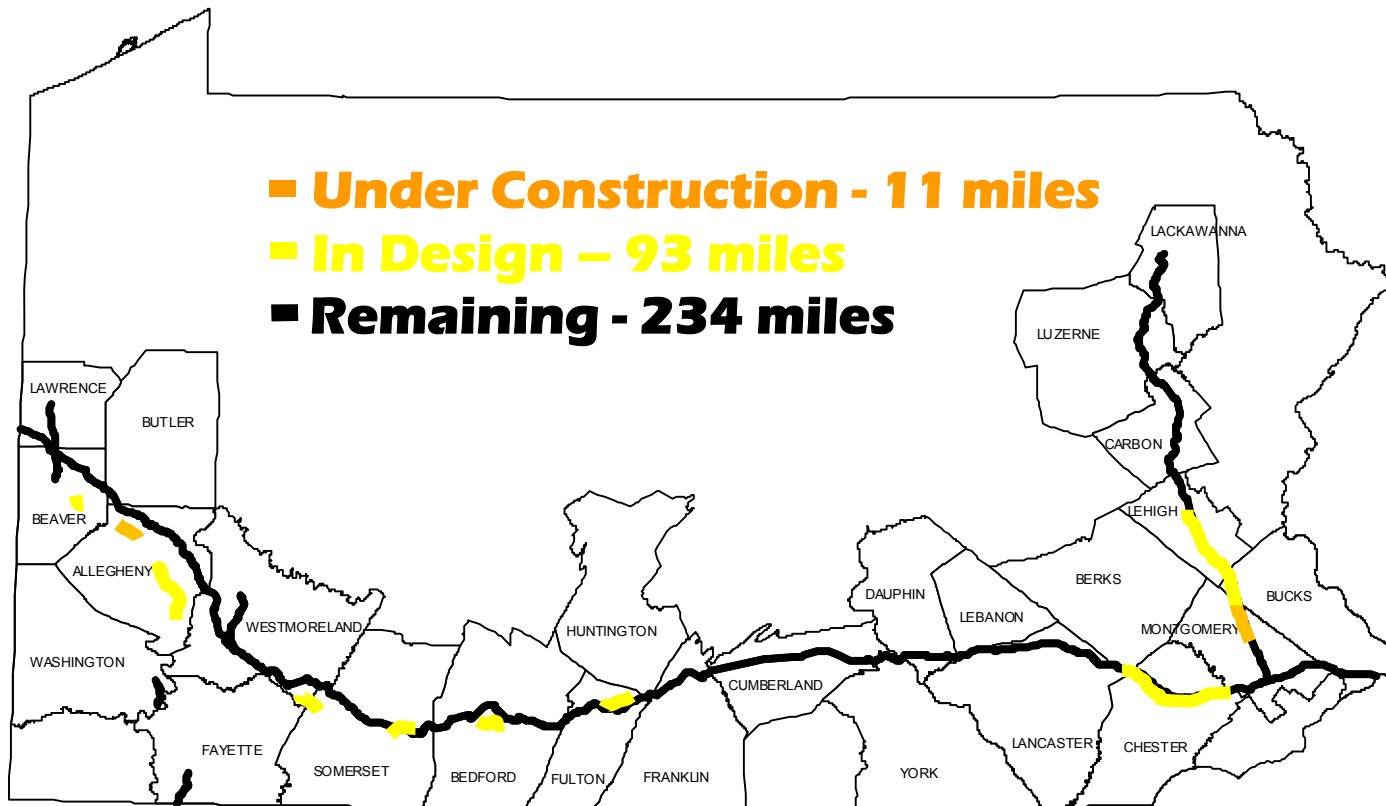 Under Construction - 11 miles
In Design – 93 miles
Remaining - 234 miles
LACKAWANNA
LUZERNE
LAWRENCE
BUTLER
CARBON
BEAVER
LEHIGH
ALLEGHENY
BERKS
BUCKS
DAUPHIN
LEBANON
WESTMORELAND
HUNTINGTON
MONTGOMERY
WASHINGTON
CUMBERLAND
FAYETTE
SOMERSET
BEDFORD
FULTON
FRANKLIN
YORK
LANCASTER
CHESTER